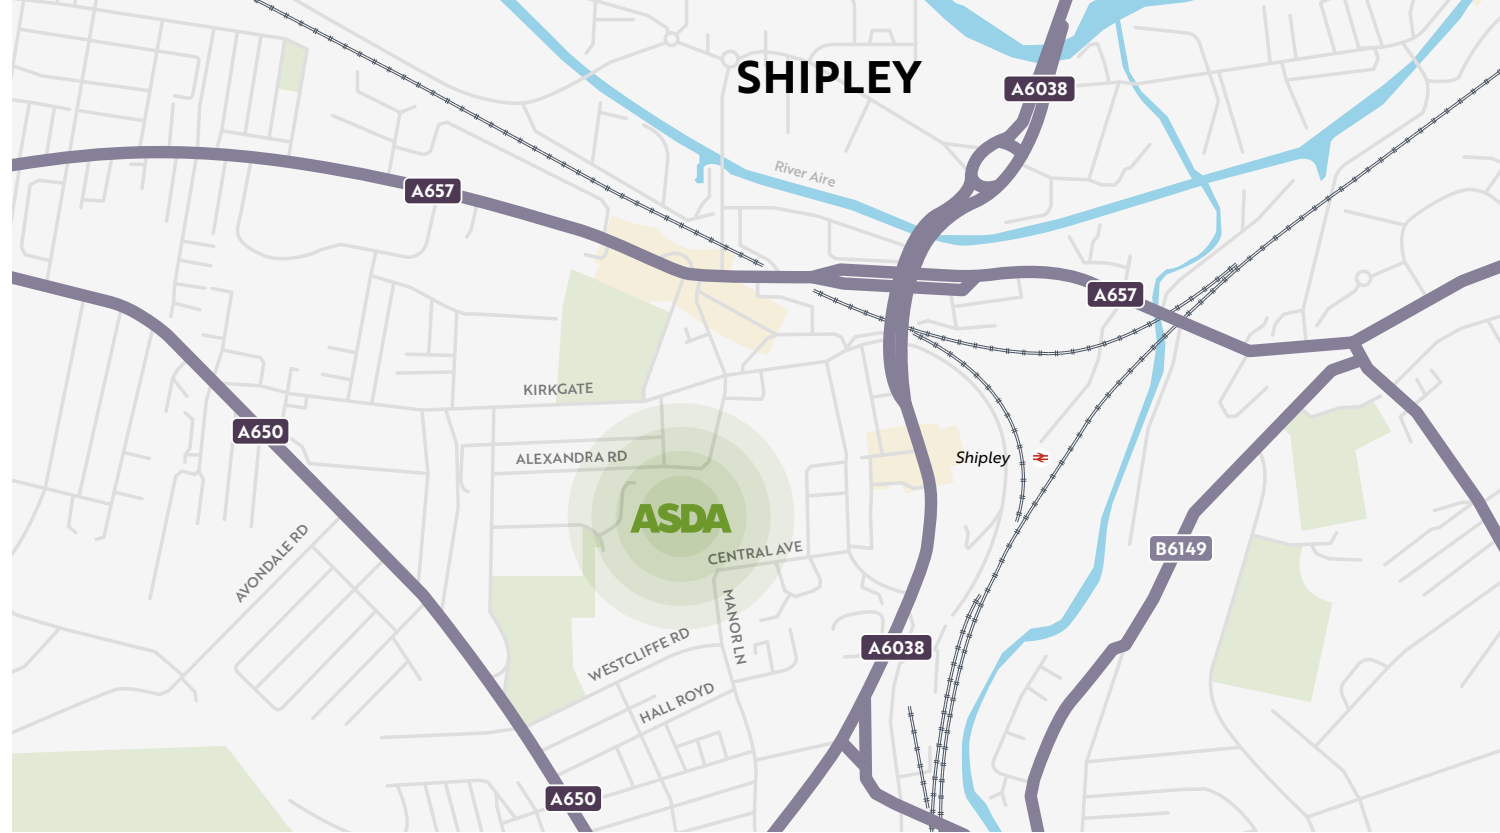 SHIPLEY
A6038
River Aire
A657
A657
KIRKGATE
A650
ALEXANDRA RD
Shipley
ASDA
B6149
CENTRAL AVE
AVONDALE RD
MANOR LN
WESTCLIFFE RD
A6038
HALL ROYD
A650